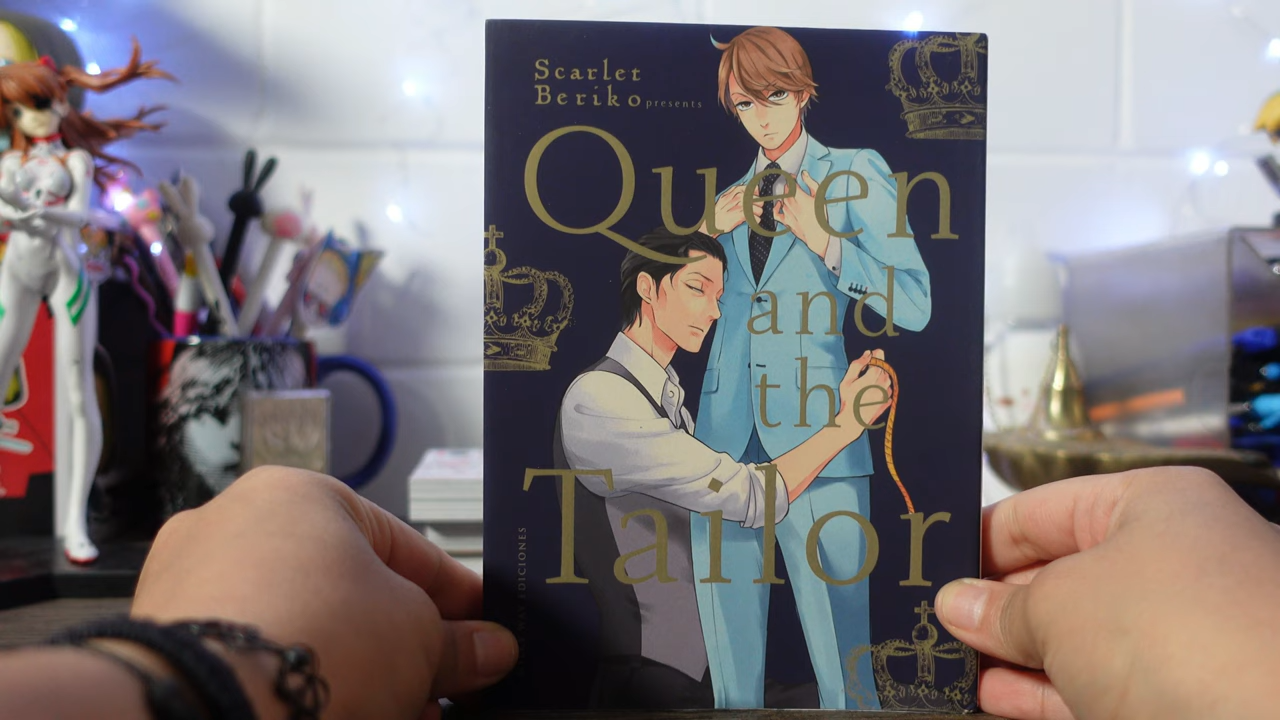 Scarlet
Beriko presents
Queen
and
the
Tailor
EDICIONES